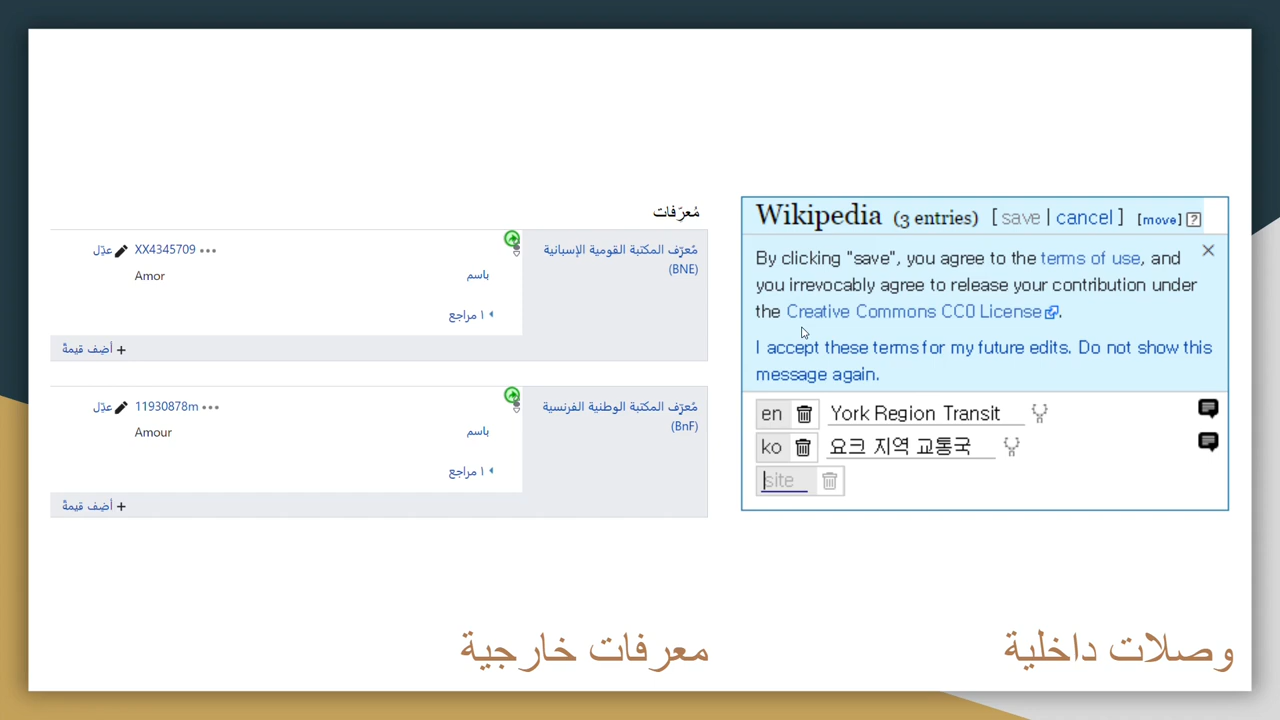 Wikipedia (3 entries) [ save | cancel ] [move] ?
By clicking "save", you agree to the terms of use, and
you irrevocably agree to release your contribution under
the Creative Commons CC0 License.
I accept these terms for my future edits. Do not show this
message again.
en York Region Transit
ko 요크 지역 교통국
site
وصلات داخلية
مُعرّفات
مُعرّف المكتبة القومية الإسبانية
(BNE)
XX4345709 عدّل
باسم Amor
١ مراجع
+ أضِف قيمةً
مُعرّف المكتبة الوطنية الفرنسية
(BnF)
11930878m عدّل
باسم Amour
١ مراجع
+ أضِف قيمةً
معرفات خارجية